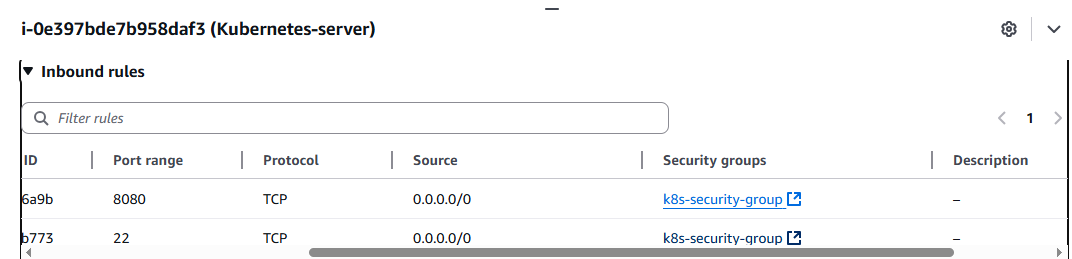 i-0e397bde7b958daf3 (Kubernetes-server)
Inbound rules
Filter rules
1
ID Port range Protocol Source Security groups Description
6a9b 8080 TCP 0.0.0.0/0 k8s-security-group –
b773 22 TCP 0.0.0.0/0 k8s-security-group –